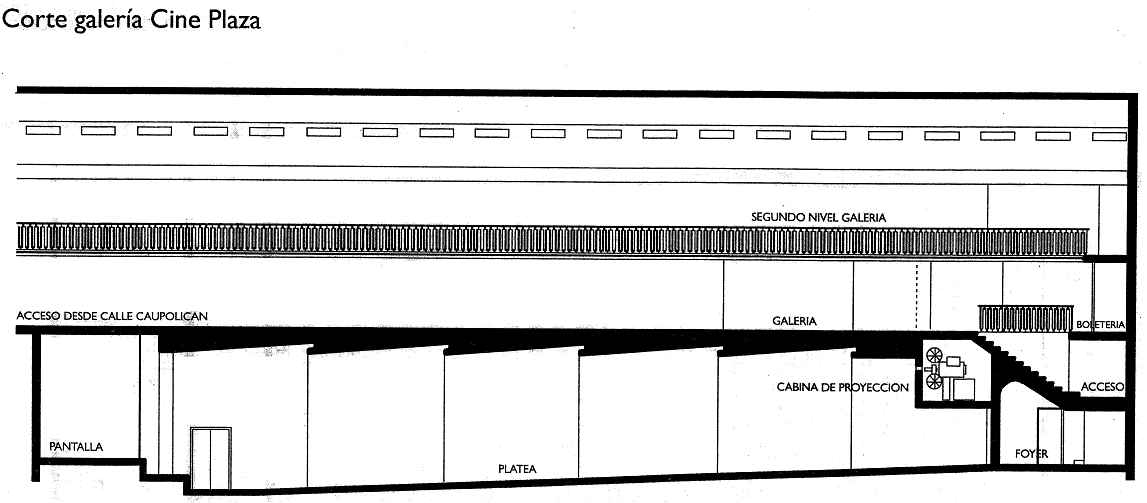 Corte galería Cine Plaza
SEGUNDO NIVEL GALERIA
ACCESO DESDE CALLE CAUPOLICAN
GALERIA
BOLETERIA
CABINA DE PROYECCION
ACCESO
PANTALLA
PLATEA
FOYER